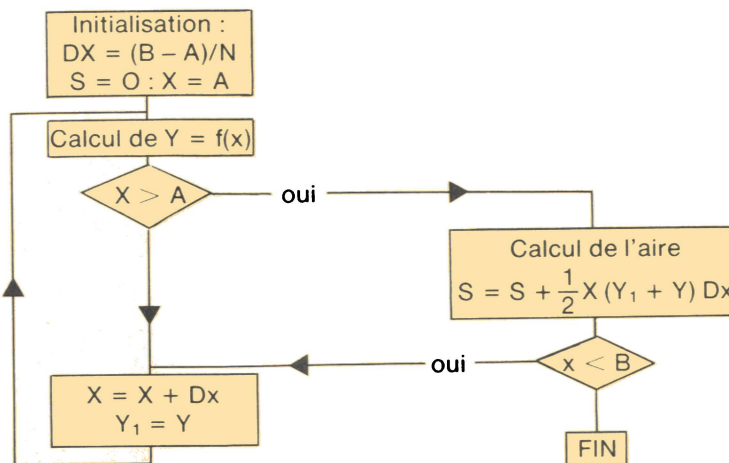 Initialisation :
DX = (B – A)/N
S = O : X = A
Calcul de Y = f(x)
X > A
oui
Calcul de l'aire
S = S + 1/2 X (Y₁ + Y) Dx
x < B
oui
X = X + Dx
Y₁ = Y
FIN